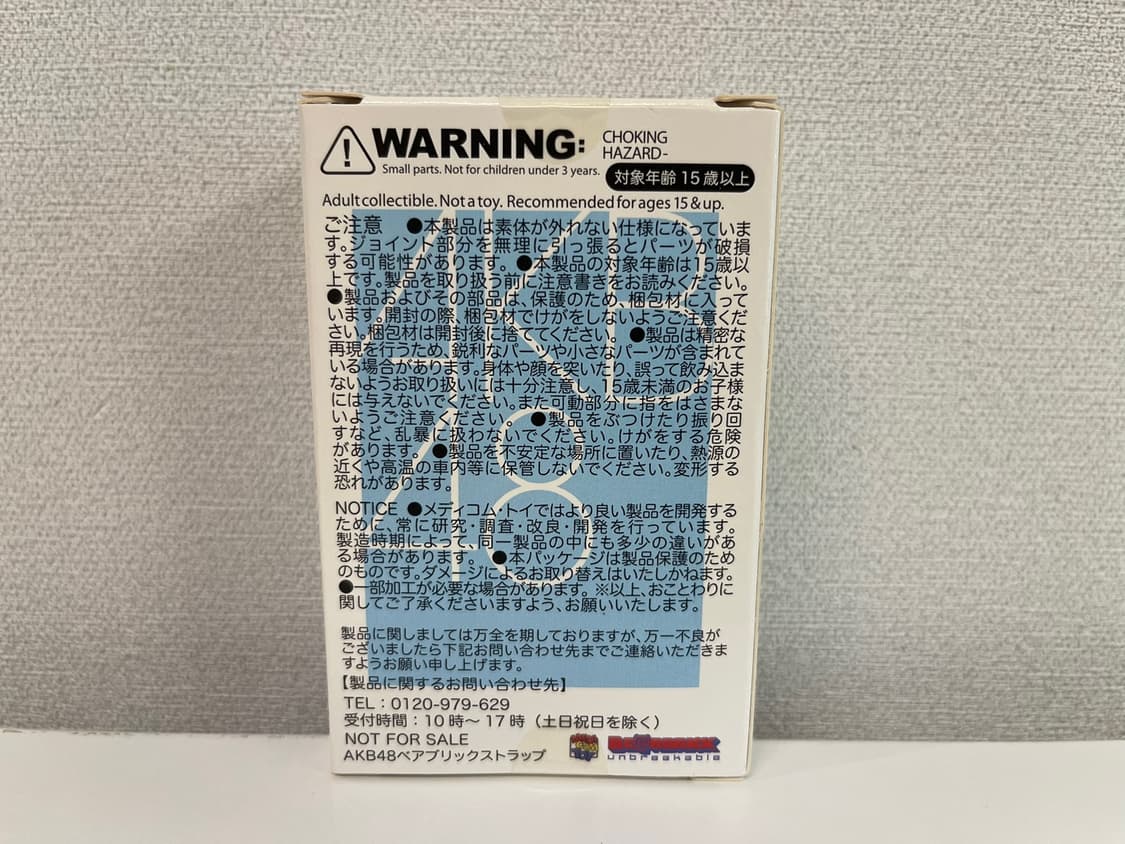 WARNING: CHOKING HAZARD-
Small parts. Not for children under 3 years.
対象年齢 15 歳以上
Adult collectible. Not a toy. Recommended for ages 15 & up.
AKB
48
ご注意 ●本製品は素体が外れない仕様になっていま
す。ジョイント部分を無理に引っ張るとパーツが破損
する可能性があります。●本製品の対象年齢は15歳以
上です。製品を取り扱う前に注意書きをお読みください。
●製品およびその部品は、保護のため、梱包材に入って
います。開封の際、梱包材でけがをしないようご注意くだ
さい。梱包材は開封後に捨ててください。●製品は精密な
再現を行うため、鋭利なパーツや小さなパーツが含まれて
いる場合があります。身体や顔を突いたり、誤って飲み込ま
ないようお取り扱いには十分注意し、15歳未満のお子様
には与えないでください。また可動部分に指をはさまな
いようご注意ください。●製品をぶつけたり振り回
すなど、乱暴に扱わないでください。けがをする危険
があります。●製品を不安定な場所に置いたり、熱源の
近くや高温の車内等に保管しないでください。変形する
恐れがあります。
NOTICE ●メディコム・トイではより良い製品を開発する
ために、常に研究・調査・改良・開発を行っています。
製造時期によって、同一製品の中にも多少の違いがあ
る場合があります。●本パッケージは製品保護のため
のものです。ダメージによるお取り替えはいたしかねます。
●一部加工が必要な場合があります。※以上、おことわりに
関してご了承くださいますよう、お願いいたします。
製品に関しましては万全を期しておりますが、万一不良が
ございましたら下記お問い合わせ先までご連絡いただきま
すようお願い申し上げます。
【製品に関するお問い合わせ先】
TEL：0120-979-629
受付時間：10時～17時（土日祝日を除く）
NOT FOR SALE
AKB48ベアブリックストラップ
BE@RBRICK
unbreakable